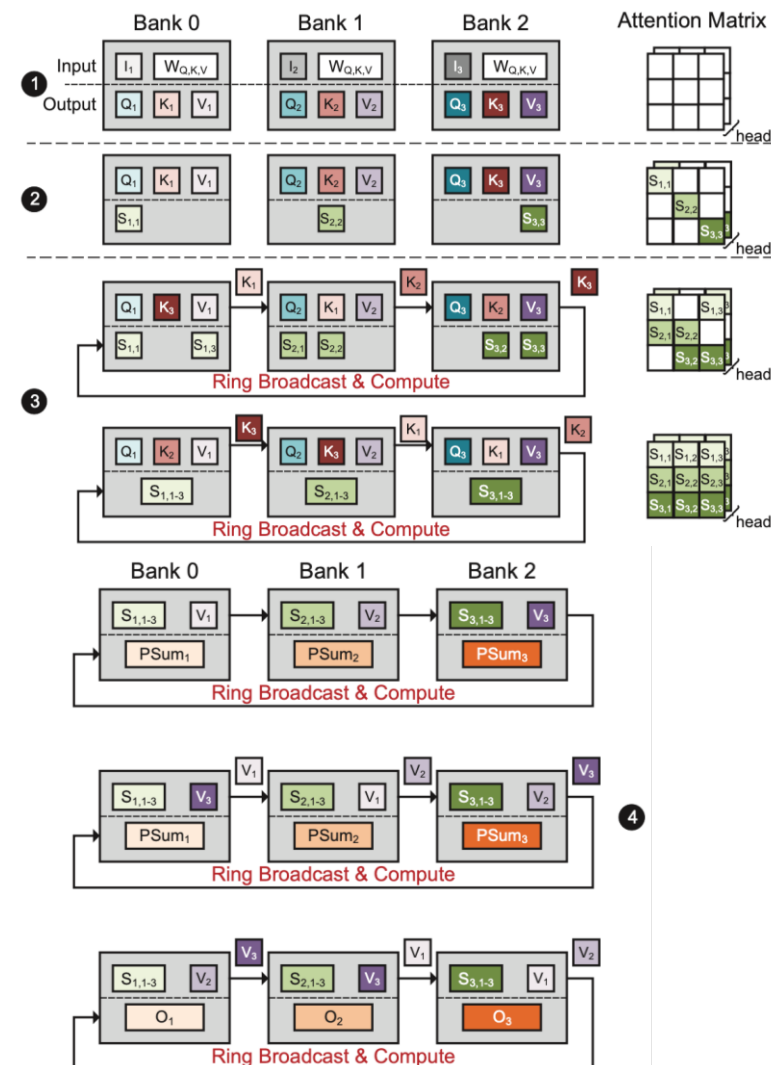 Bank 0 Bank 1 Bank 2 Attention Matrix
Input I1 WQ,K,V I2 WQ,K,V I3 WQ,K,V
1
Output Q1 K1 V1 Q2 K2 V2 Q3 K3 V3
head
2
Q1 K1 V1 Q2 K2 V2 Q3 K3 V3
S1,1 S2,2 S3,3
S1,1
S2,2
S3,3 3
head
K1 K2 K3
Q1 K3 V1 Q2 K1 V2 Q3 K2 V3
S1,1 S1,3 S2,1 S2,2 S3,2 S3,3
Ring Broadcast & Compute
S1,1 S1,3 3
S2,1 S2,2
S3,2 S3,3 3
head
3
K3 K1 K2
Q1 K2 V1 Q2 K3 V2 Q3 K1 V3
S1,1-3 S2,1-3 S3,1-3
Ring Broadcast & Compute
S1,1 S1,2 S1,3 3
S2,1 S2,2 S2,3 3
S3,1 S3,2 S3,3 3
head
Bank 0 Bank 1 Bank 2
S1,1-3 V1 S2,1-3 V2 S3,1-3 V3
PSum1 PSum2 PSum3
Ring Broadcast & Compute
V1 V2 V3
S1,1-3 V3 S2,1-3 V1 S3,1-3 V2
4
PSum1 PSum2 PSum3
Ring Broadcast & Compute
V3 V1 V2
S1,1-3 V2 S2,1-3 V3 S3,1-3 V1
O1 O2 O3
Ring Broadcast & Compute